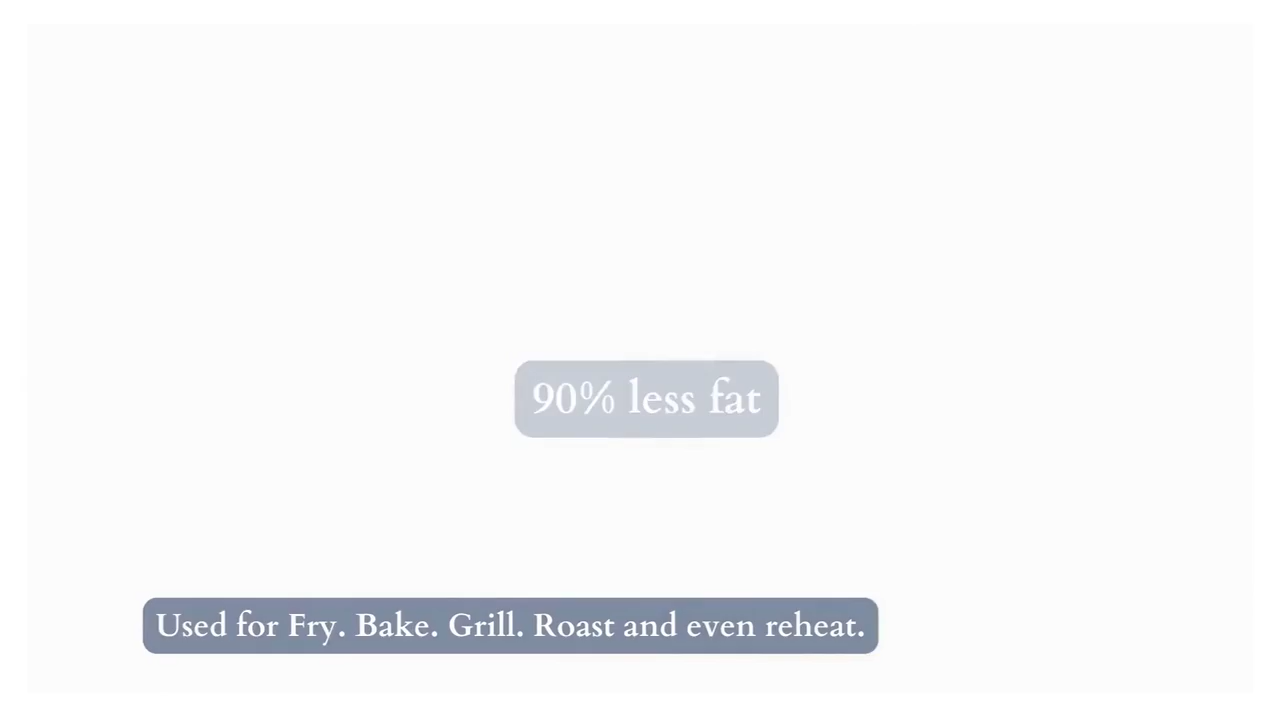 90% less fat
Used for Fry. Bake. Grill. Roast and even reheat.